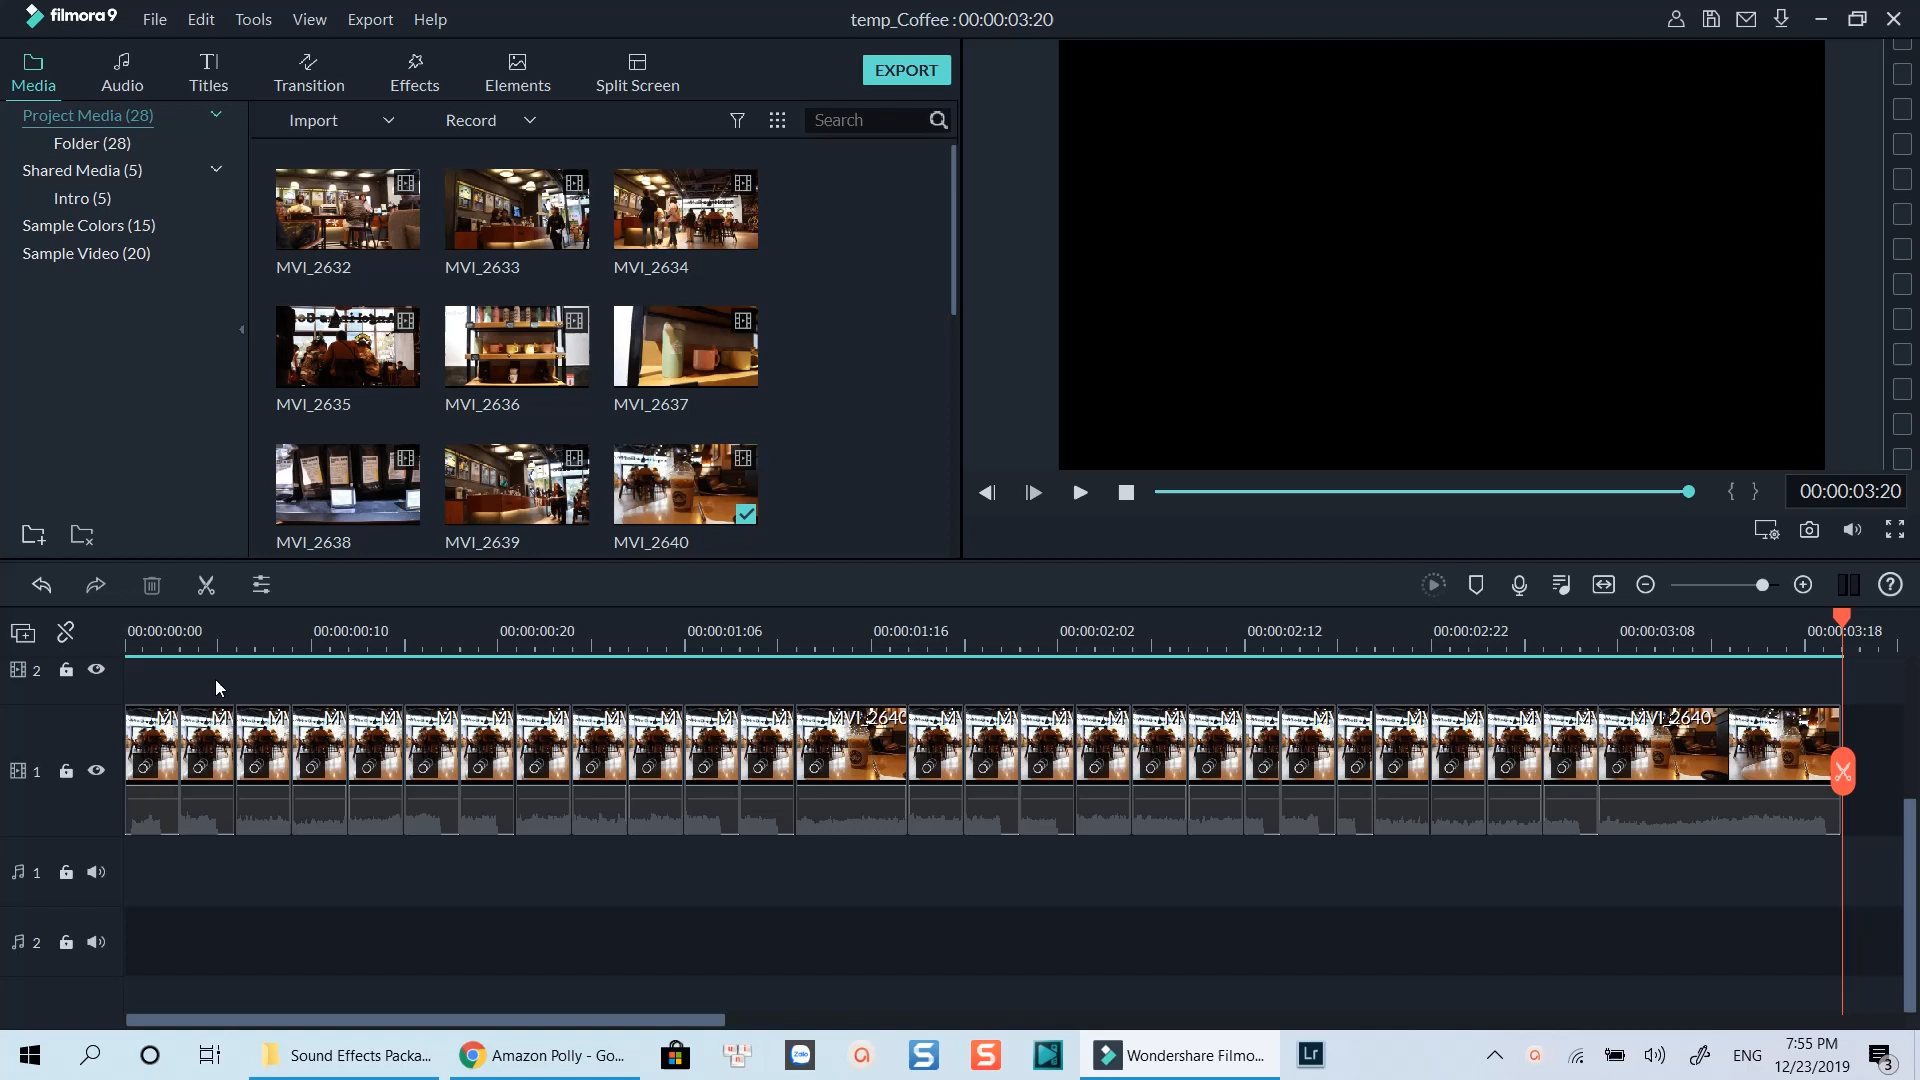 filmora9
File Edit Tools View Export Help
temp_Coffee : 00:00:03:20
Media
Audio
Titles
Transition
Effects
Elements
Split Screen
EXPORT
Project Media (28)
Folder (28)
Shared Media (5)
Intro (5)
Sample Colors (15)
Sample Video (20)
Import
Record
Search
MVI_2632
MVI_2633
MVI_2634
MVI_2635
MVI_2636
MVI_2637
MVI_2638
MVI_2639
MVI_2640
{ }
00:00:03:20
00:00:00:00
00:00:00:10
00:00:00:20
00:00:01:06
00:00:01:16
00:00:02:02
00:00:02:12
00:00:02:22
00:00:03:08
00:00:03:18
2
1
MVI_2640
MVI_2640
1
2
Sound Effects Packa...
Amazon Polly - Go...
Zalo
S
S
Wondershare Filmo...
Lr
ENG
7:55 PM
12/23/2019
3